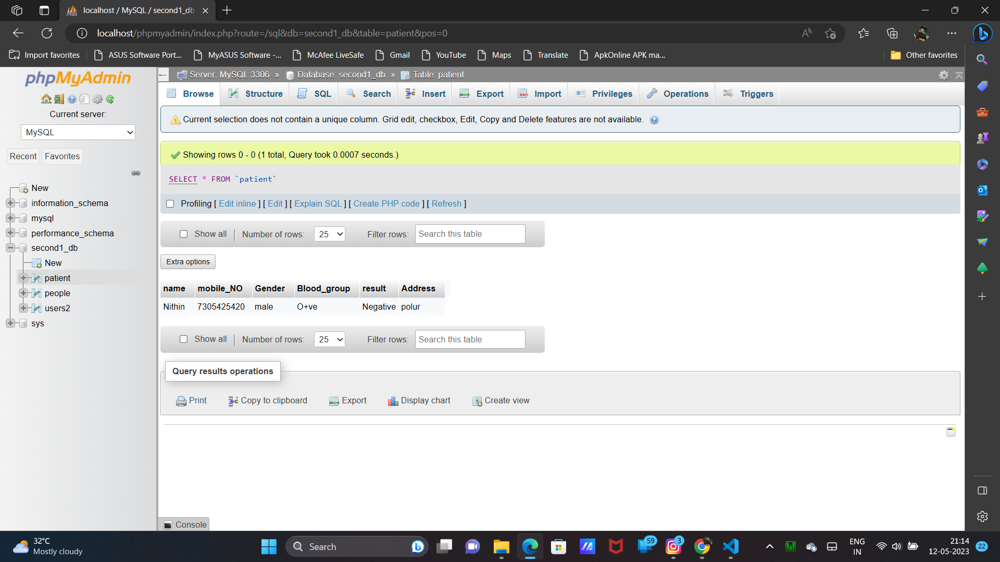 localhost / MySQL / second1_db
localhost/phpmyadmin/index.php?route=/sql&db=second1_db&table=patient&pos=0
Import favorites ASUS Software Port... MyASUS Software -... McAfee LiveSafe Gmail YouTube Maps Translate ApkOnline APK ma... Other favorites
phpMyAdmin
Current server:
MySQL
Recent Favorites
New
information_schema
mysql
performance_schema
second1_db
New
patient
people
users2
sys
Server: MySQL:3306 » Database: second1_db » Table: patient
Browse Structure SQL Search Insert Export Import Privileges Operations Triggers
Current selection does not contain a unique column. Grid edit, checkbox, Edit, Copy and Delete features are not available.
Showing rows 0 - 0 (1 total, Query took 0.0007 seconds.)
SELECT * FROM `patient`
Profiling [ Edit inline ] [ Edit ] [ Explain SQL ] [ Create PHP code ] [ Refresh ]
Show all Number of rows: 25 Filter rows: Search this table
Extra options
name mobile_NO Gender Blood_group result Address
Nithin 7305425420 male O+ve Negative polur
Show all Number of rows: 25 Filter rows: Search this table
Query results operations
Print Copy to clipboard Export Display chart Create view
Console
32°C
Mostly cloudy
Search
59
3
ENG
IN
21:14
12-05-2023
22